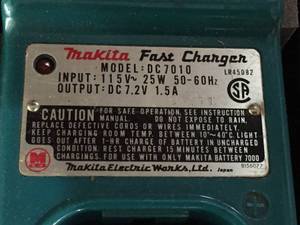 makita Fast Charger
MODEL: DC7010
INPUT: 115V~ 25W 50-60Hz
LR45082
OUTPUT: DC7.2V 1.5A
SA
CAUTION
FOR SAFE OPERATION, SEE INSTRUCTION
MANUAL. DO NOT EXPOSE TO RAIN.
REPLACE DEFECTIVE CORDS OR WIRES IMMEDIATELY.
KEEP CHARGING ROOM TEMP. BETWEEN 10°~40°C. LIGHT
GOES OUT AFTER 1-HR CHARGE OF BATTERY IN UNCHARGED
CONDITION. REST CHARGER 15 MINUTES BETWEEN
CHARGINGS. FOR USE WITH ONLY MAKITA BATTERY 7000
Makita Electric Works, Ltd. Japan